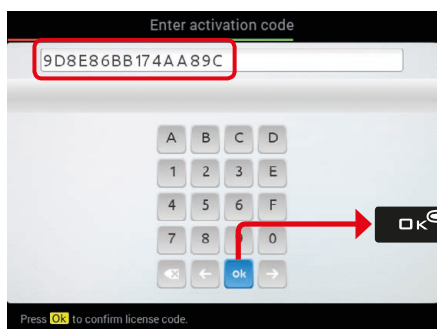 Enter activation code
9D8E86BB174AA89C
A B C D
1 2 3 E
4 5 6 F
7 8 9 0
ok
OK
Press Ok to confirm license code.